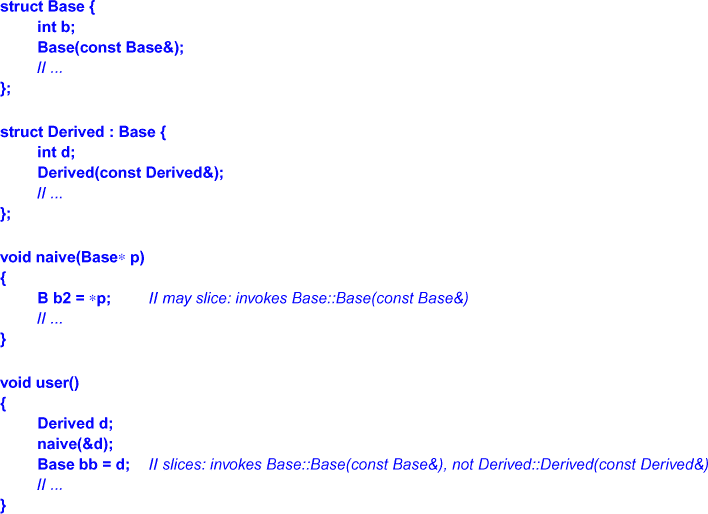 struct Base {
int b;
Base(const Base&);
// ...
};
struct Derived : Base {
int d;
Derived(const Derived&);
// ...
};
void naive(Base* p)
{
B b2 = *p; // may slice: invokes Base::Base(const Base&)
// ...
}
void user()
{
Derived d;
naive(&d);
Base bb = d; // slices: invokes Base::Base(const Base&), not Derived::Derived(const Derived&)
// ...
}